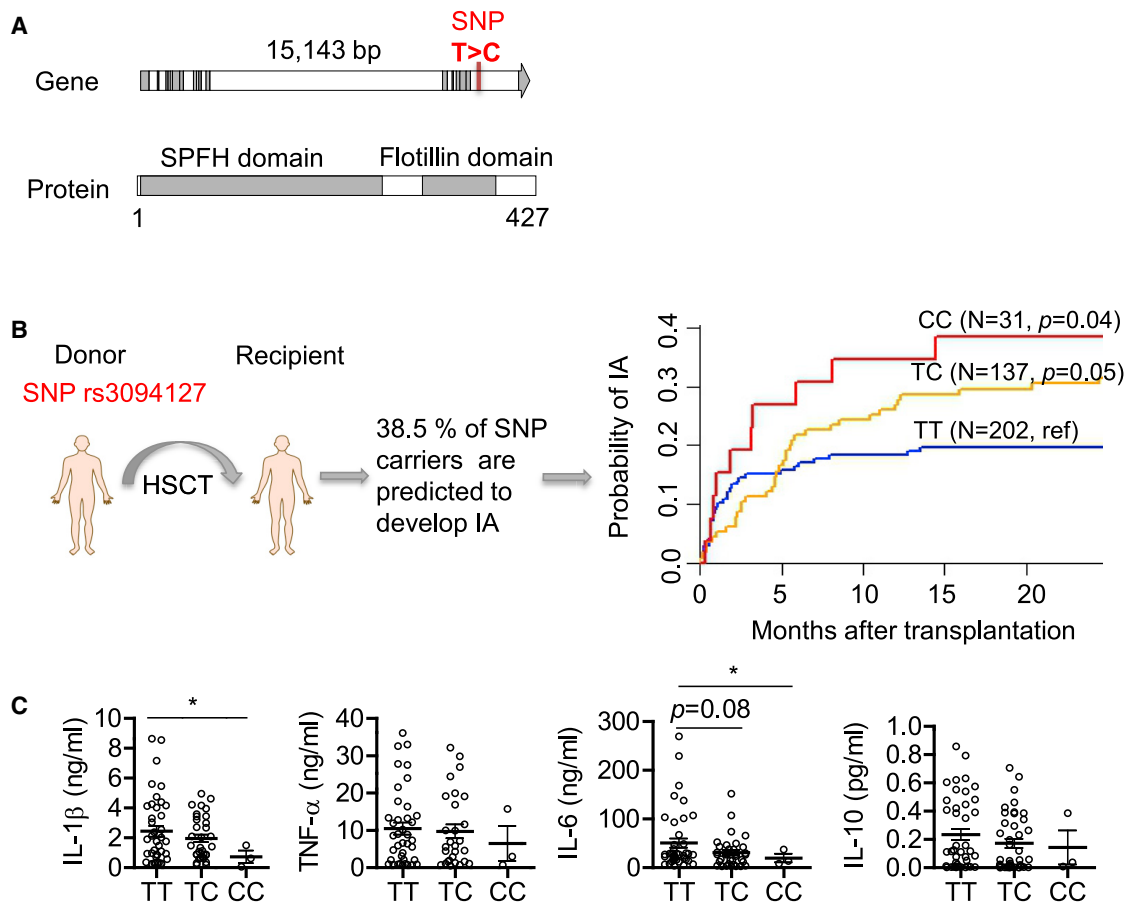 A
SNP
T>C
15,143 bp
Gene
SPFH domain
Flotillin domain
Protein
1
427
B
Donor
Recipient
SNP rs3094127
HSCT
38.5 % of SNP
carriers are
predicted to
develop IA
Probability of IA
0.4
0.3
0.2
0.1
0.0
CC (N=31, p=0.04)
TC (N=137, p=0.05)
TT (N=202, ref)
0 5 10 15 20
Months after transplantation
C
IL-1β (ng/ml)
10
8
6
4
2
0
*
TT TC CC
TNF-α (ng/ml)
40
30
20
10
0
TT TC CC
IL-6 (ng/ml)
300
200
100
0
*
p=0.08
TT TC CC
IL-10 (pg/ml)
1.0
0.8
0.6
0.4
0.2
0.0
TT TC CC